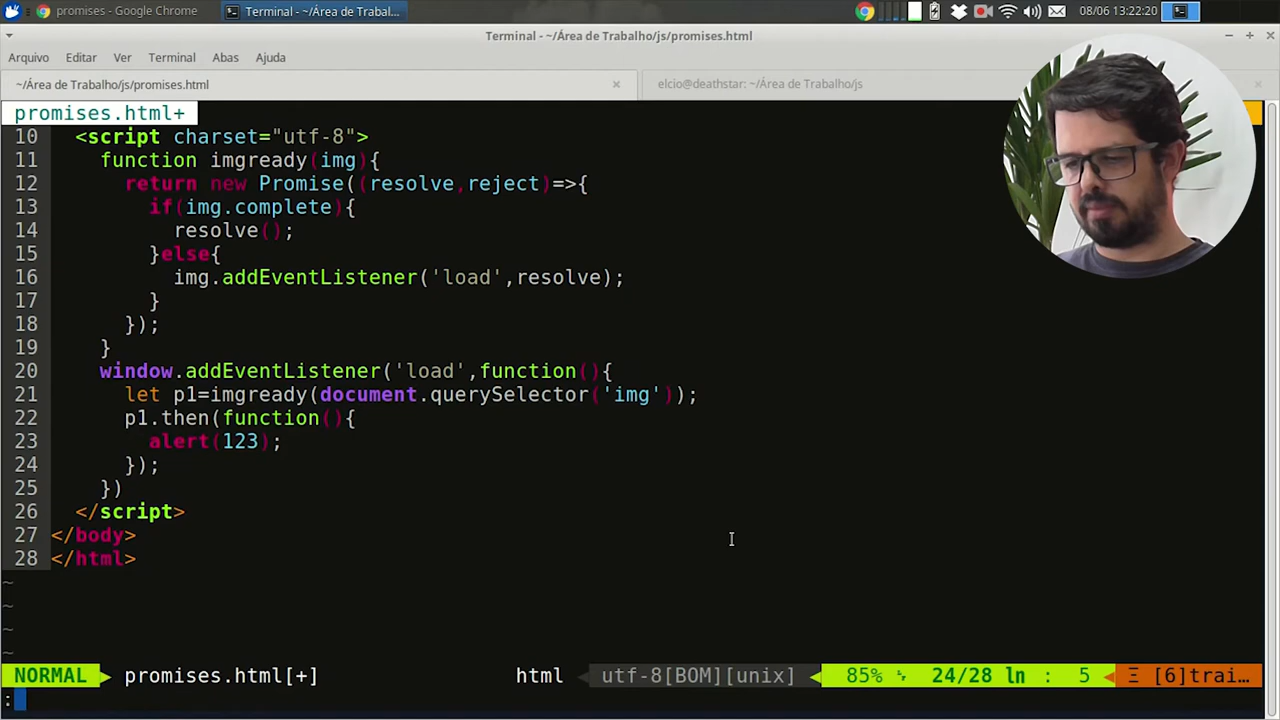 promises - Google Chrome
Terminal - ~/Área de Trabal...
08/06 13:22:20
Terminal - ~/Área de Trabalho/js/promises.html
Arquivo Editar Ver Terminal Abas Ajuda
~/Área de Trabalho/js/promises.html
elcio@deathstar: ~/Área de Trabalho/js
promises.html+
10 <script charset="utf-8">
11 function imgready(img){
12 return new Promise((resolve,reject)=>{
13 if(img.complete){
14 resolve();
15 }else{
16 img.addEventListener('load',resolve);
17 }
18 });
19 }
20 window.addEventListener('load',function(){
21 let p1=imgready(document.querySelector('img'));
22 p1.then(function(){
23 alert(123);
24 });
25 })
26 </script>
27 </body>
28 </html>
~
~
~
~
NORMAL promises.html[+] html utf-8[BOM][unix] 85% ϟ 24/28 ln : 5 Ξ [6]trai…
: